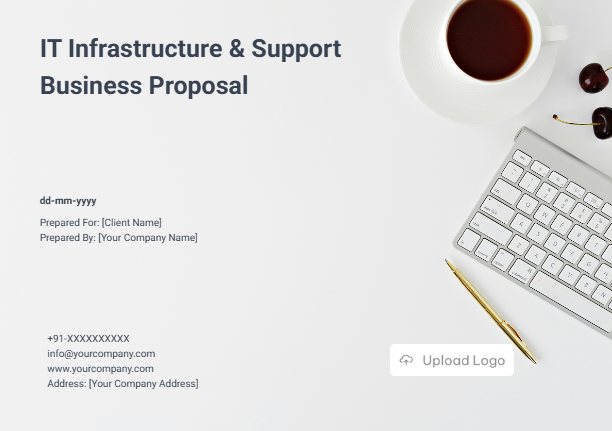 IT Infrastructure & Support
Business Proposal
dd-mm-yyyy
Prepared For: [Client Name]
Prepared By: [Your Company Name]
+91-XXXXXXXXXX
info@yourcompany.com
www.yourcompany.com
Address: [Your Company Address]
Upload Logo